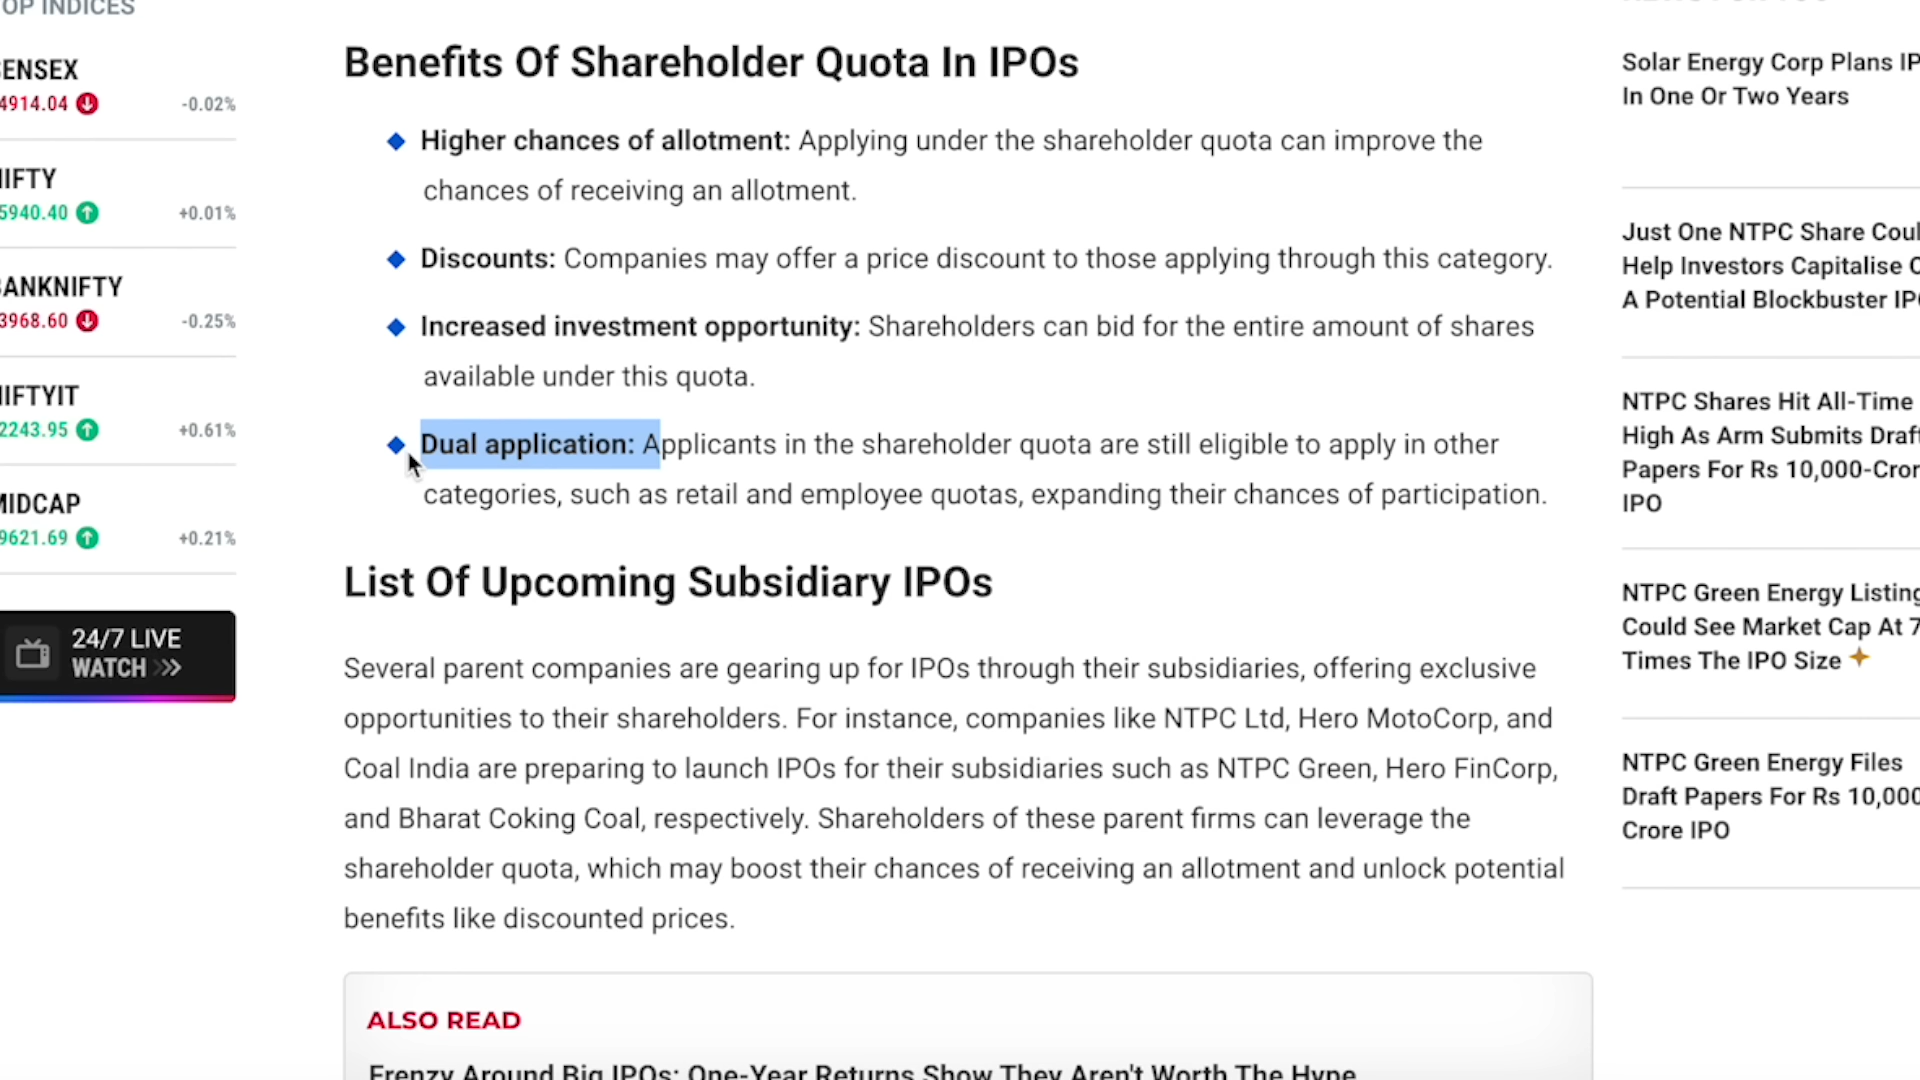 OP INDICES
ENSEX
4914.04 -0.02%
IFTY
5940.40 +0.01%
ANKNIFTY
3968.60 -0.25%
IFTYIT
2243.95 +0.61%
MIDCAP
9621.69 +0.21%
24/7 LIVE
WATCH
Benefits Of Shareholder Quota In IPOs
Higher chances of allotment: Applying under the shareholder quota can improve the
chances of receiving an allotment.
Discounts: Companies may offer a price discount to those applying through this category.
Increased investment opportunity: Shareholders can bid for the entire amount of shares
available under this quota.
Dual application: Applicants in the shareholder quota are still eligible to apply in other
categories, such as retail and employee quotas, expanding their chances of participation.
List Of Upcoming Subsidiary IPOs
Several parent companies are gearing up for IPOs through their subsidiaries, offering exclusive
opportunities to their shareholders. For instance, companies like NTPC Ltd, Hero MotoCorp, and
Coal India are preparing to launch IPOs for their subsidiaries such as NTPC Green, Hero FinCorp,
and Bharat Coking Coal, respectively. Shareholders of these parent firms can leverage the
shareholder quota, which may boost their chances of receiving an allotment and unlock potential
benefits like discounted prices.
ALSO READ
Frenzy Around Big IPOs: One-Year Returns Show They Aren't Worth The Hype
Solar Energy Corp Plans IP
In One Or Two Years
Just One NTPC Share Coul
Help Investors Capitalise
A Potential Blockbuster IP
NTPC Shares Hit All-Time
High As Arm Submits Draf
Papers For Rs 10,000-Cror
IPO
NTPC Green Energy Listing
Could See Market Cap At 7
Times The IPO Size
NTPC Green Energy Files
Draft Papers For Rs 10,000
Crore IPO